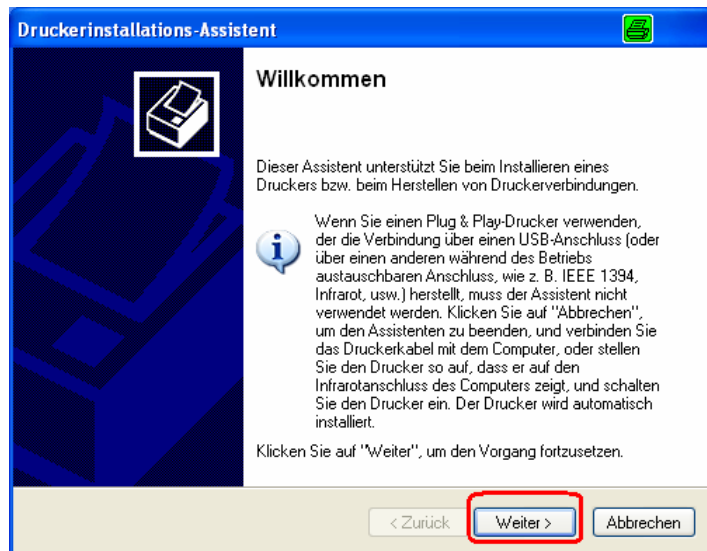 Druckerinstallations-Assistent
Willkommen
Dieser Assistent unterstützt Sie beim Installieren eines
Druckers bzw. beim Herstellen von Druckerverbindungen.
Wenn Sie einen Plug & Play-Drucker verwenden,
der die Verbindung über einen USB-Anschluss (oder
über einen anderen während des Betriebs
austauschbaren Anschluss, wie z. B. IEEE 1394,
Infrarot, usw.) herstellt, muss der Assistent nicht
verwendet werden. Klicken Sie auf "Abbrechen",
um den Assistenten zu beenden, und verbinden Sie
das Druckerkabel mit dem Computer, oder stellen
Sie den Drucker so auf, dass er auf den
Infrarotanschluss des Computers zeigt, und schalten
Sie den Drucker ein. Der Drucker wird automatisch
installiert.
Klicken Sie auf "Weiter", um den Vorgang fortzusetzen.
< Zurück Weiter > Abbrechen